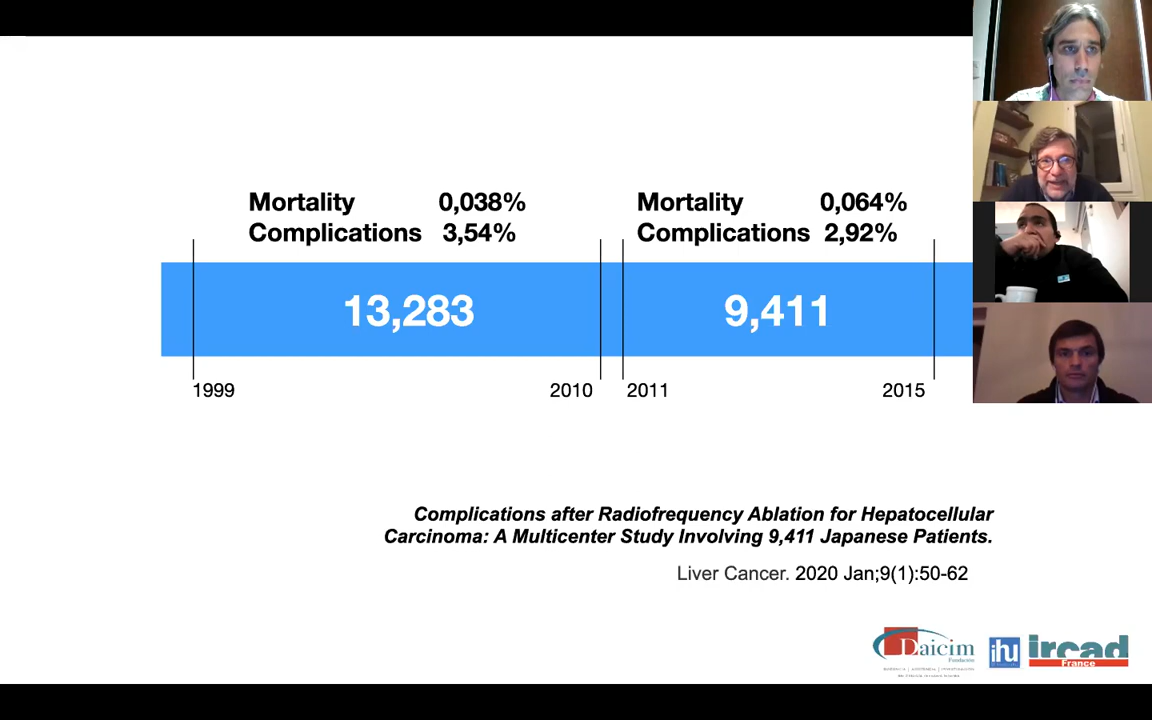 Mortality 0,038%
Complications 3,54%
Mortality 0,064%
Complications 2,92%
13,283
9,411
1999
2010
2011
2015
Complications after Radiofrequency Ablation for Hepatocellular
Carcinoma: A Multicenter Study Involving 9,411 Japanese Patients.
Liver Cancer. 2020 Jan;9(1):50-62
Daicim
Fundación
ihu
ircad
France